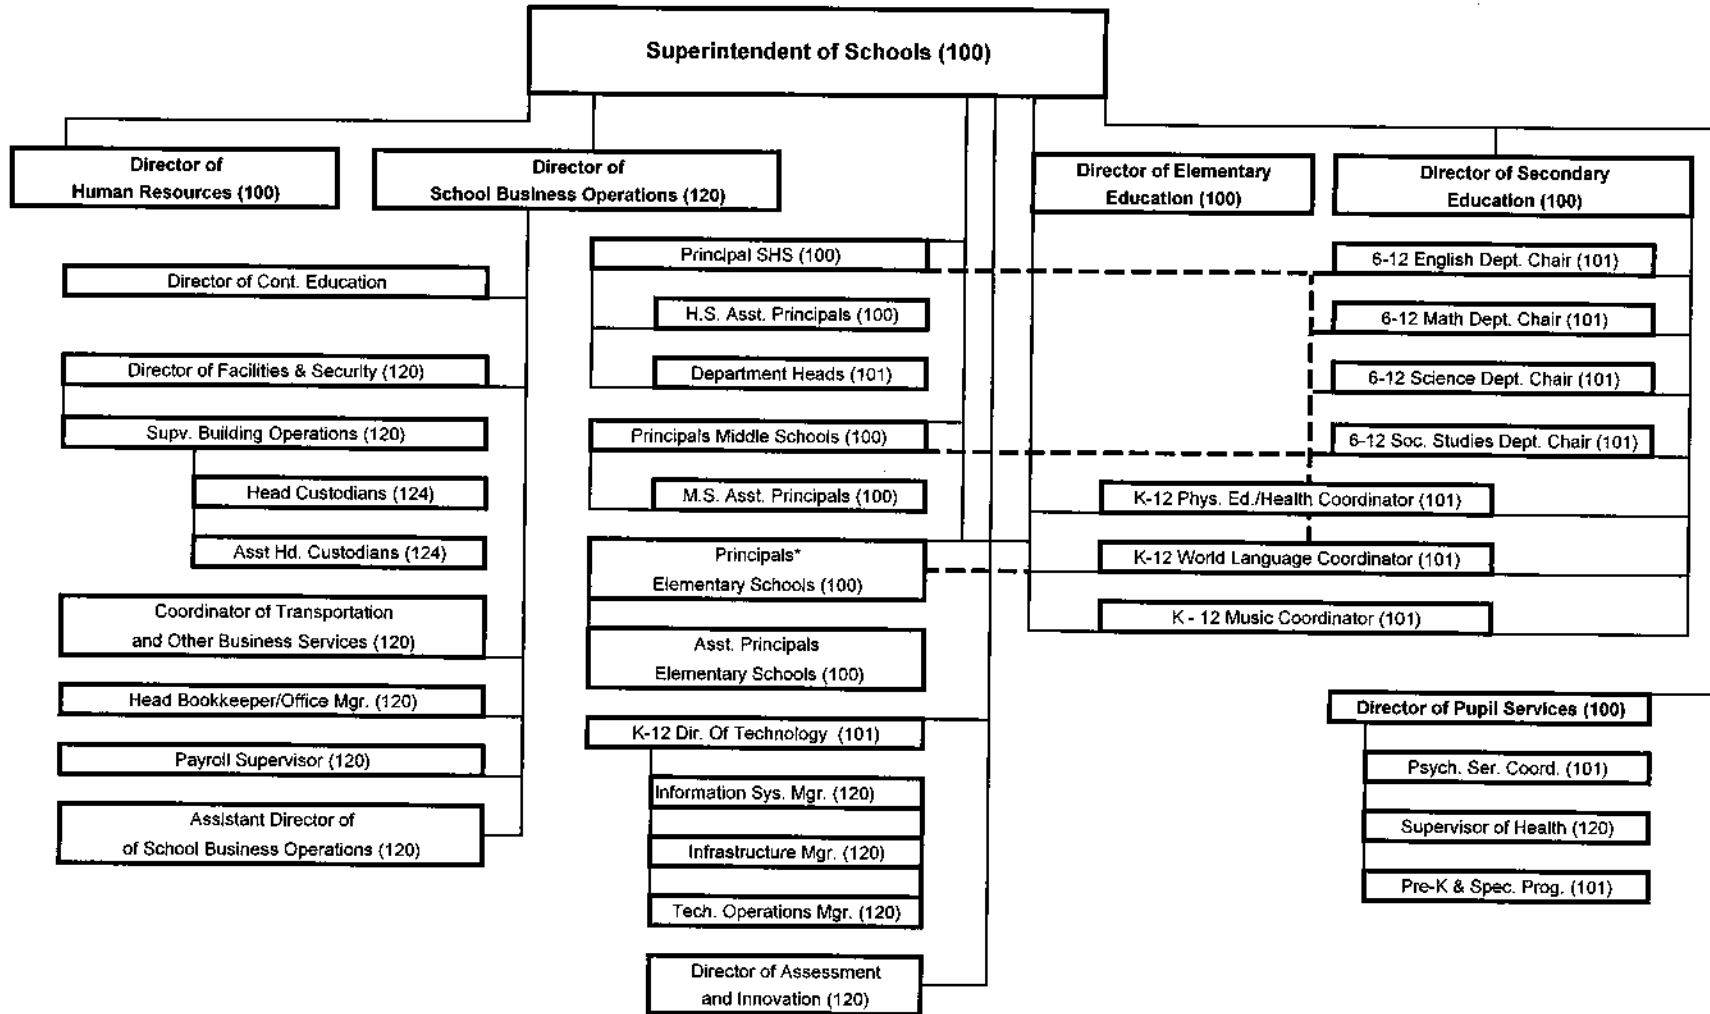 Superintendent of Schools (100)
Director of
Human Resources (100)
Director of
School Business Operations (120)
Director of Elementary
Education (100)
Director of Secondary
Education (100)
Director of Cont. Education
Director of Facilities & Security (120)
Supv. Building Operations (120)
Head Custodians (124)
Asst Hd. Custodians (124)
Coordinator of Transportation
and Other Business Services (120)
Head Bookkeeper/Office Mgr. (120)
Payroll Supervisor (120)
Assistant Director of
of School Business Operations (120)
Principal SHS (100)
H.S. Asst. Principals (100)
Department Heads (101)
Principals Middle Schools (100)
M.S. Asst. Principals (100)
Principals*
Elementary Schools (100)
Asst. Principals
Elementary Schools (100)
K-12 Dir. Of Technology (101)
Information Sys. Mgr. (120)
Infrastructure Mgr. (120)
Tech. Operations Mgr. (120)
Director of Assessment
and Innovation (120)
6-12 English Dept. Chair (101)
6-12 Math Dept. Chair (101)
6-12 Science Dept. Chair (101)
6-12 Soc. Studies Dept. Chair (101)
K-12 Phys. Ed./Health Coordinator (101)
K-12 World Language Coordinator (101)
K - 12 Music Coordinator (101)
Director of Pupil Services (100)
Psych. Ser. Coord. (101)
Supervisor of Health (120)
Pre-K & Spec. Prog. (101)